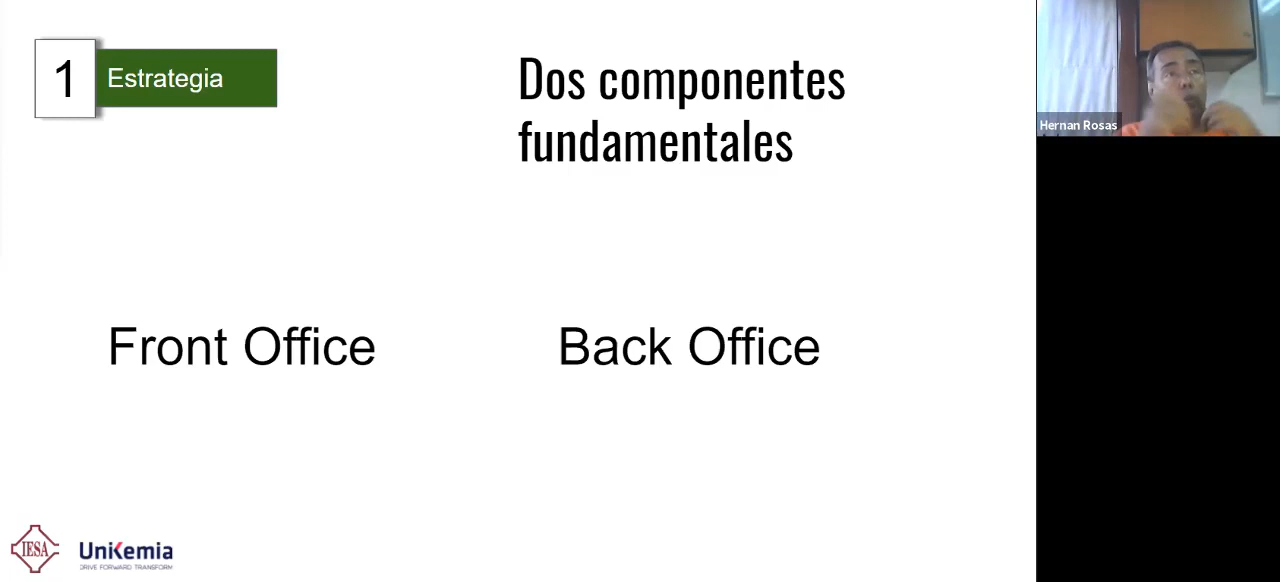 1
Estrategia
Dos componentes
fundamentales
Hernan Rosas
Front Office
Back Office
IESA
UniKemia
DRIVE FORWARD TRANSFORM